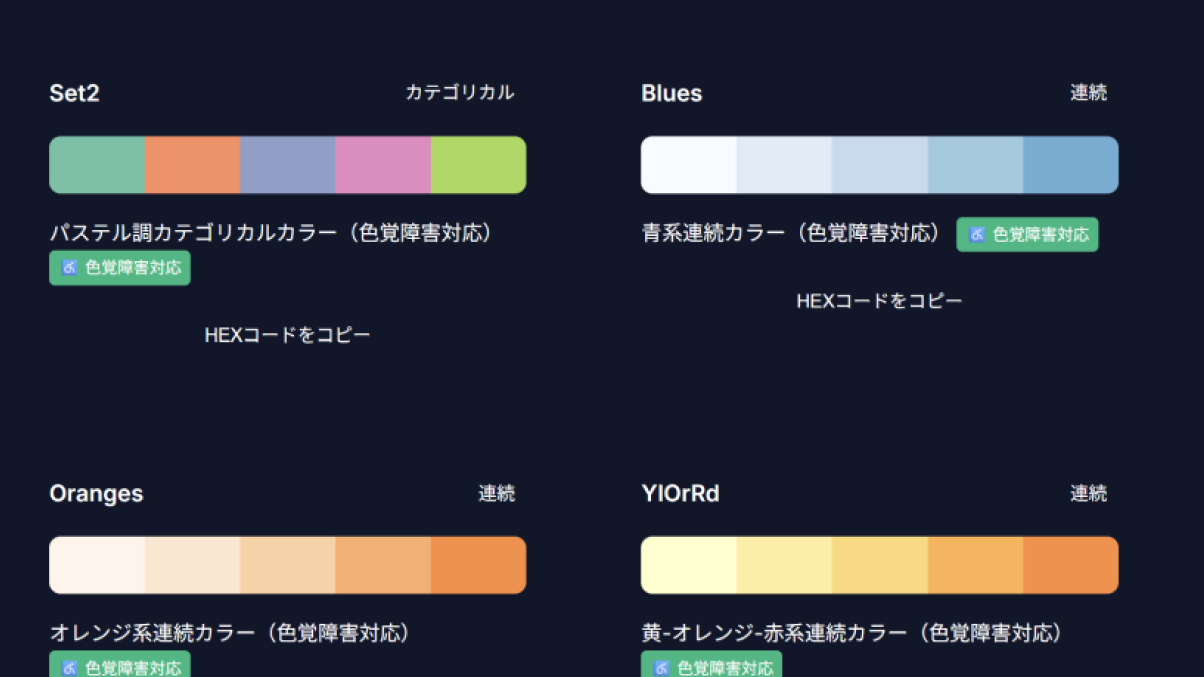 Set2
カテゴリカル
パステル調カテゴリカルカラー（色覚障害対応）
色覚障害対応
HEXコードをコピー
Blues
連続
青系連続カラー（色覚障害対応）
色覚障害対応
HEXコードをコピー
Oranges
連続
オレンジ系連続カラー（色覚障害対応）
色覚障害対応
YlOrRd
連続
黄-オレンジ-赤系連続カラー（色覚障害対応）
色覚障害対応